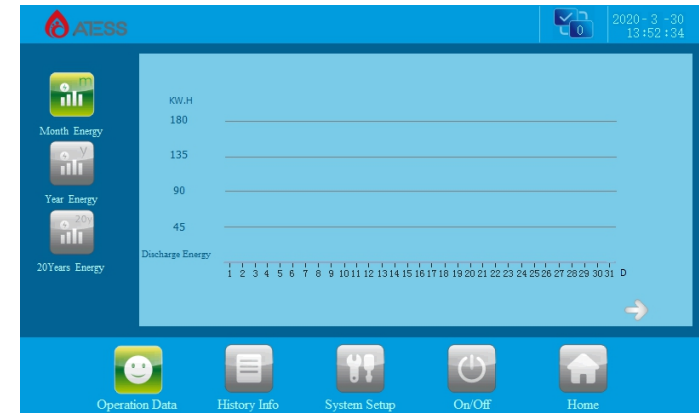 ATESS
0
2020-3-30
13:52:34
m
Month Energy
y
Year Energy
20y
20Years Energy
KW.H
180
135
90
45
Discharge Energy
1 2 3 4 5 6 7 8 9 10 11 12 13 14 15 16 17 18 19 20 21 22 23 24 25 26 27 28 29 30 31 D
Operation Data
History Info
System Setup
On/Off
Home